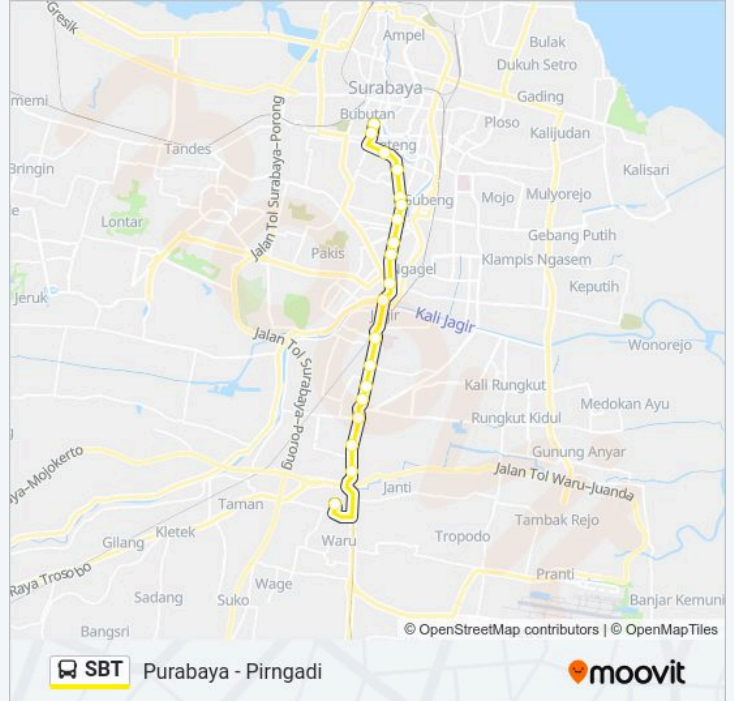 Gresik
Ampel
Bulak
Dukuh Setro
Surabaya
Gading
memi
Bubutan
Ploso
Kalijudan
Tandes
eteng
Jalan Tol Surabaya-Porong
Bringin
Kalisari
Mojo
Mulyorejo
Gubeng
e
Lontar
Gebang Putih
Pakis
Klampis Ngasem
Ngagel
Keputih
Jeruk
Kali Jagir
Wonorejo
Jalan Tol Surabaya-Porong
Kali Rungkut
Medokan Ayu
Rungkut Kidul
Gunung Anyar
aya-Mojokerto
Jalan Tol Waru-Juanda
Janti
Taman
Tambak Rejo
Kletek
Gilang
Waru
Tropodo
Raya Trosobo
Wage
Pranti
Sadang
Suko
Banjar Kemuni
Bangsri
© OpenStreetMap contributors | © OpenMapTiles
SBT Purabaya - Pirngadi
moovit